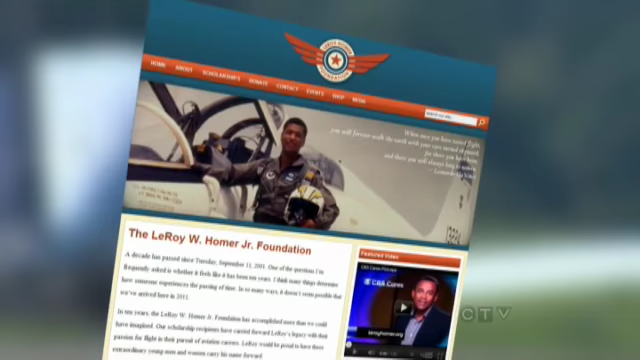 LEROY HOMER
FOUNDATION
HOME ABOUT SCHOLARSHIPS DONATE CONTACT EVENTS SHOP MEDIA
When once you have tasted flight,
you will forever walk the earth with your eyes turned skyward,
for there you have been,
and there you will always long to return.
The LeRoy W. Homer Jr. Foundation
A decade has passed since Tuesday, September 11, 2001. One of the questions I'm
frequently asked is whether it feels like it has been ten years. I think many things determine
how someone experiences the passing of time. In so many ways, it doesn't seem possible that
we've arrived here in 2011.
In ten years, the LeRoy W. Homer Jr. Foundation has accomplished more than we could
have imagined. Our scholarship recipients have carried forward LeRoy's legacy with their
passion for flight in their pursuit of aviation careers. LeRoy would be proud to have these
extraordinary young men and women carry his name forward.
Featured Video
CBS Cares
leroyhomer.org
CTV